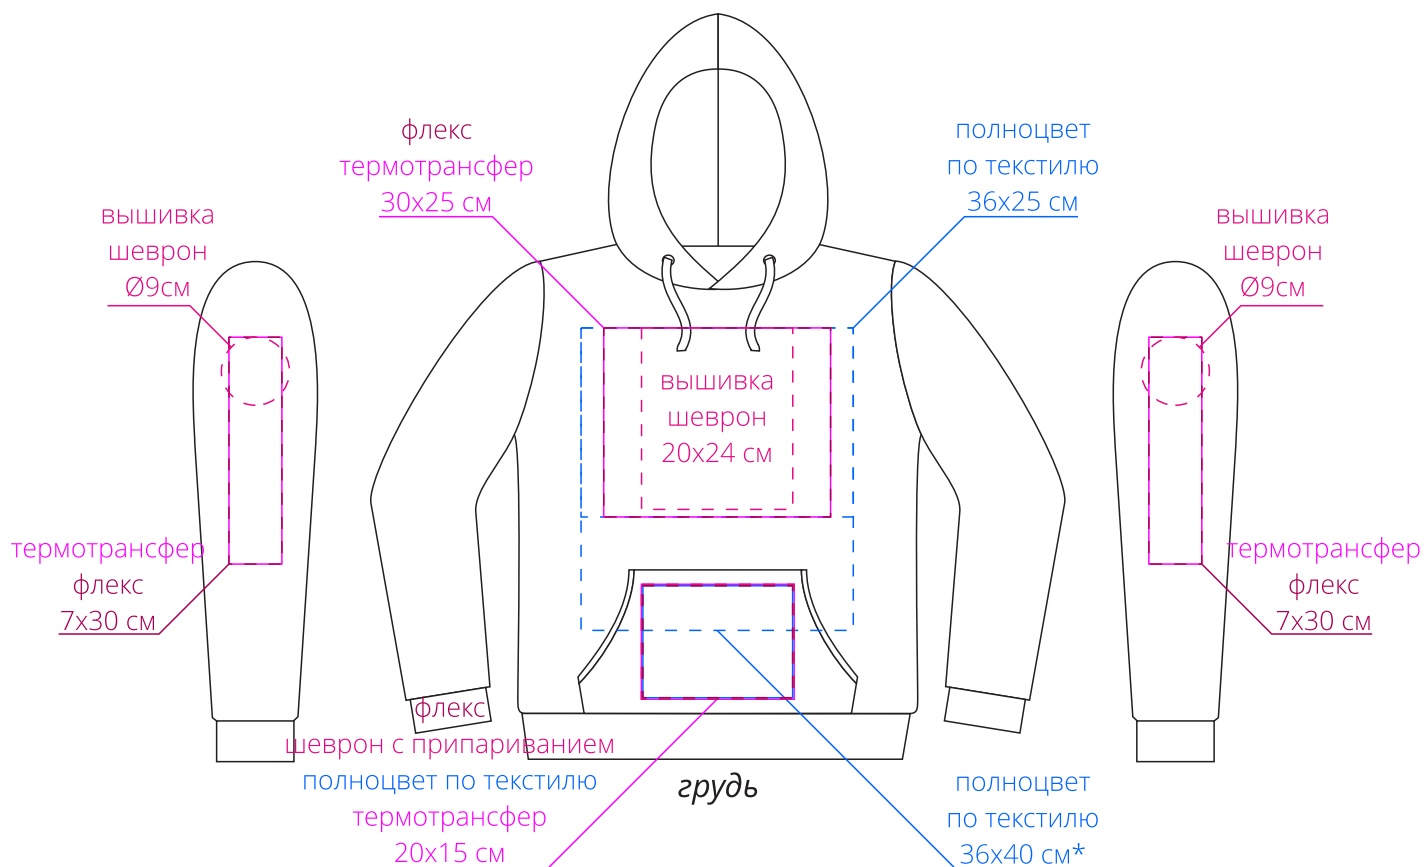 флекс
термотрансфер
30х25 см
полноцвет
по текстилю
36х25 см
вышивка
шеврон
Ø9см
вышивка
шеврон
Ø9см
вышивка
шеврон
20х24 см
термотрансфер
флекс
7х30 см
термотрансфер
флекс
7х30 см
флекс
шеврон с припариванием
полноцвет по текстилю
термотрансфер
20х15 см
грудь
полноцвет
по текстилю
36х40 см*